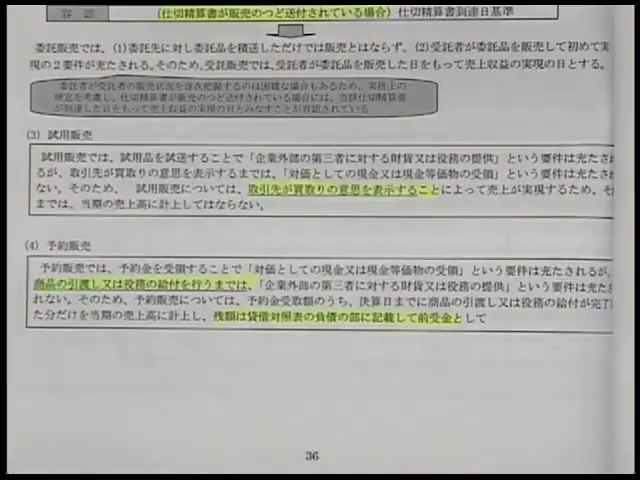 容 認
(仕切精算書が販売のつど送付されている場合) 仕切精算書到達日基準
委託販売では、(1)委託先に対し委託品を積送しただけでは販売とはならず、(2)受託者が委託品を販売して初めて実
現の2要件が充たされる。そのため、受託販売では、受託者が委託品を販売した日をもって売上収益の実現の日とする。
委託者が受託者の販売状況を逐次把握するのは困難な場合もあるため、実務上の
便宜を考慮し、仕切精算書が販売のつど送付されている場合には、当該仕切精算書
が到達した日をもって売上収益の実現の日とみなすことが容認されている
(3) 試用販売
試用販売では、試用品を試送することで「企業外部の第三者に対する財貨又は役務の提供」という要件は充たされ
るが、取引先が買取りの意思を表示するまでは、「対価としての現金又は現金等価物の受領」という要件は充たされ
ない。そのため、 試用販売については、取引先が買取りの意思を表示することによって売上が実現するため、そ
までは、当期の売上高に計上してはならない。
(4) 予約販売
予約販売では、予約金を受領することで「対価としての現金又は現金等価物の受領」という要件は充たされるが、
商品の引渡し又は役務の給付を行うまでは、「企業外部の第三者に対する財貨又は役務の提供」という要件は充たさ
れない。そのため、予約販売については、予約金受取額のうち、決算日までに商品の引渡し又は役務の給付が完了
た分だけを当期の売上高に計上し、残額は貸借対照表の負債の部に記載して前受金として
36